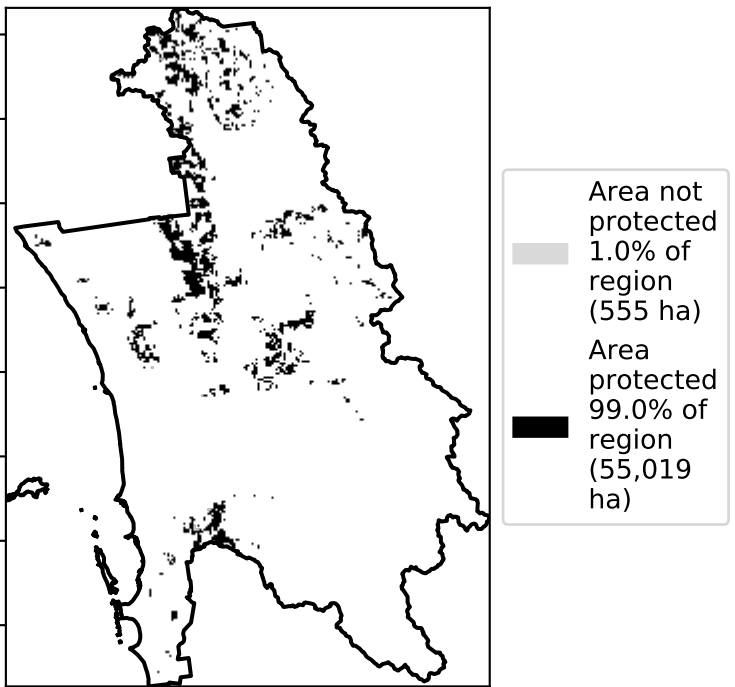 Area not
protected
1.0% of
region
(555 ha)
Area
protected
99.0% of
region
(55,019
ha)